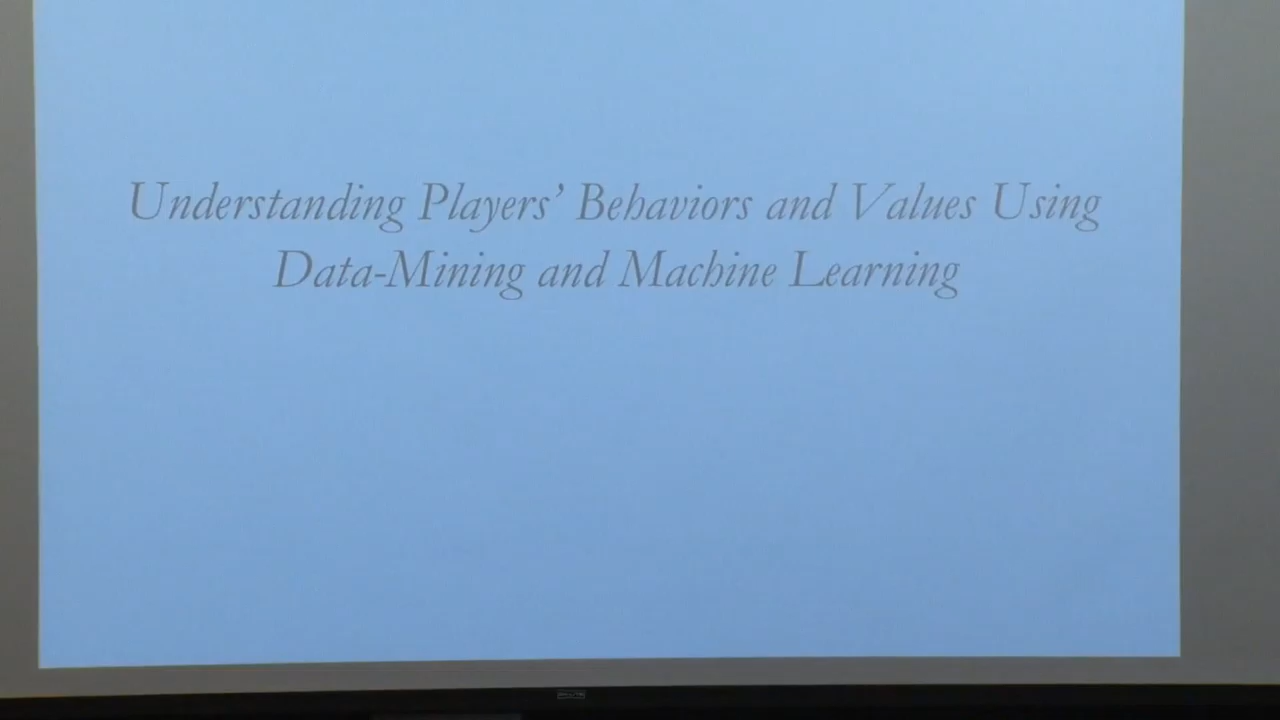 Understanding Players’ Behaviors and Values Using
Data-Mining and Machine Learning